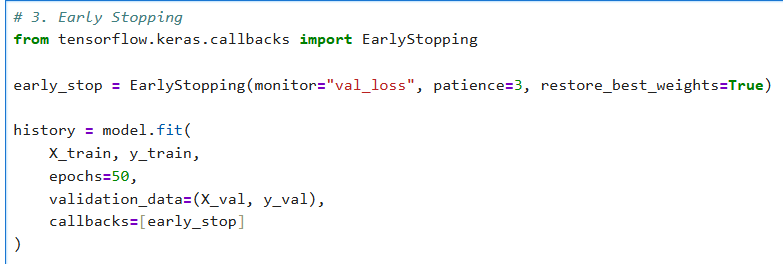 # 3. Early Stopping
from tensorflow.keras.callbacks import EarlyStopping

early_stop = EarlyStopping(monitor="val_loss", patience=3, restore_best_weights=True)

history = model.fit(
    X_train, y_train,
    epochs=50,
    validation_data=(X_val, y_val),
    callbacks=[early_stop]
)